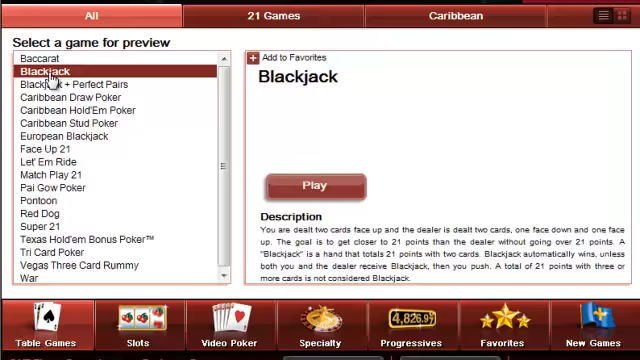 All
21 Games
Caribbean
Select a game for preview
Baccarat
Blackjack
Blackjack + Perfect Pairs
Caribbean Draw Poker
Caribbean Hold'Em Poker
Caribbean Stud Poker
European Blackjack
Face Up 21
Let' Em Ride
Match Play 21
Pai Gow Poker
Pontoon
Red Dog
Super 21
Texas Hold'em Bonus Poker™
Tri Card Poker
Vegas Three Card Rummy
War
Add to Favorites
Blackjack
Play
Description
You are dealt two cards face up and the dealer is dealt two cards, one face down and one face
up. The goal is to get closer to 21 points than the dealer without going over 21 points. A
"Blackjack" is a hand that totals 21 points with two cards. Blackjack automatically wins, unless
both you and the dealer receive Blackjack, then you push. A total of 21 points with three or
more cards is not considered Blackjack.
4,826.97
Table Games
Slots
Video Poker
Specialty
Progressives
Favorites
New Games